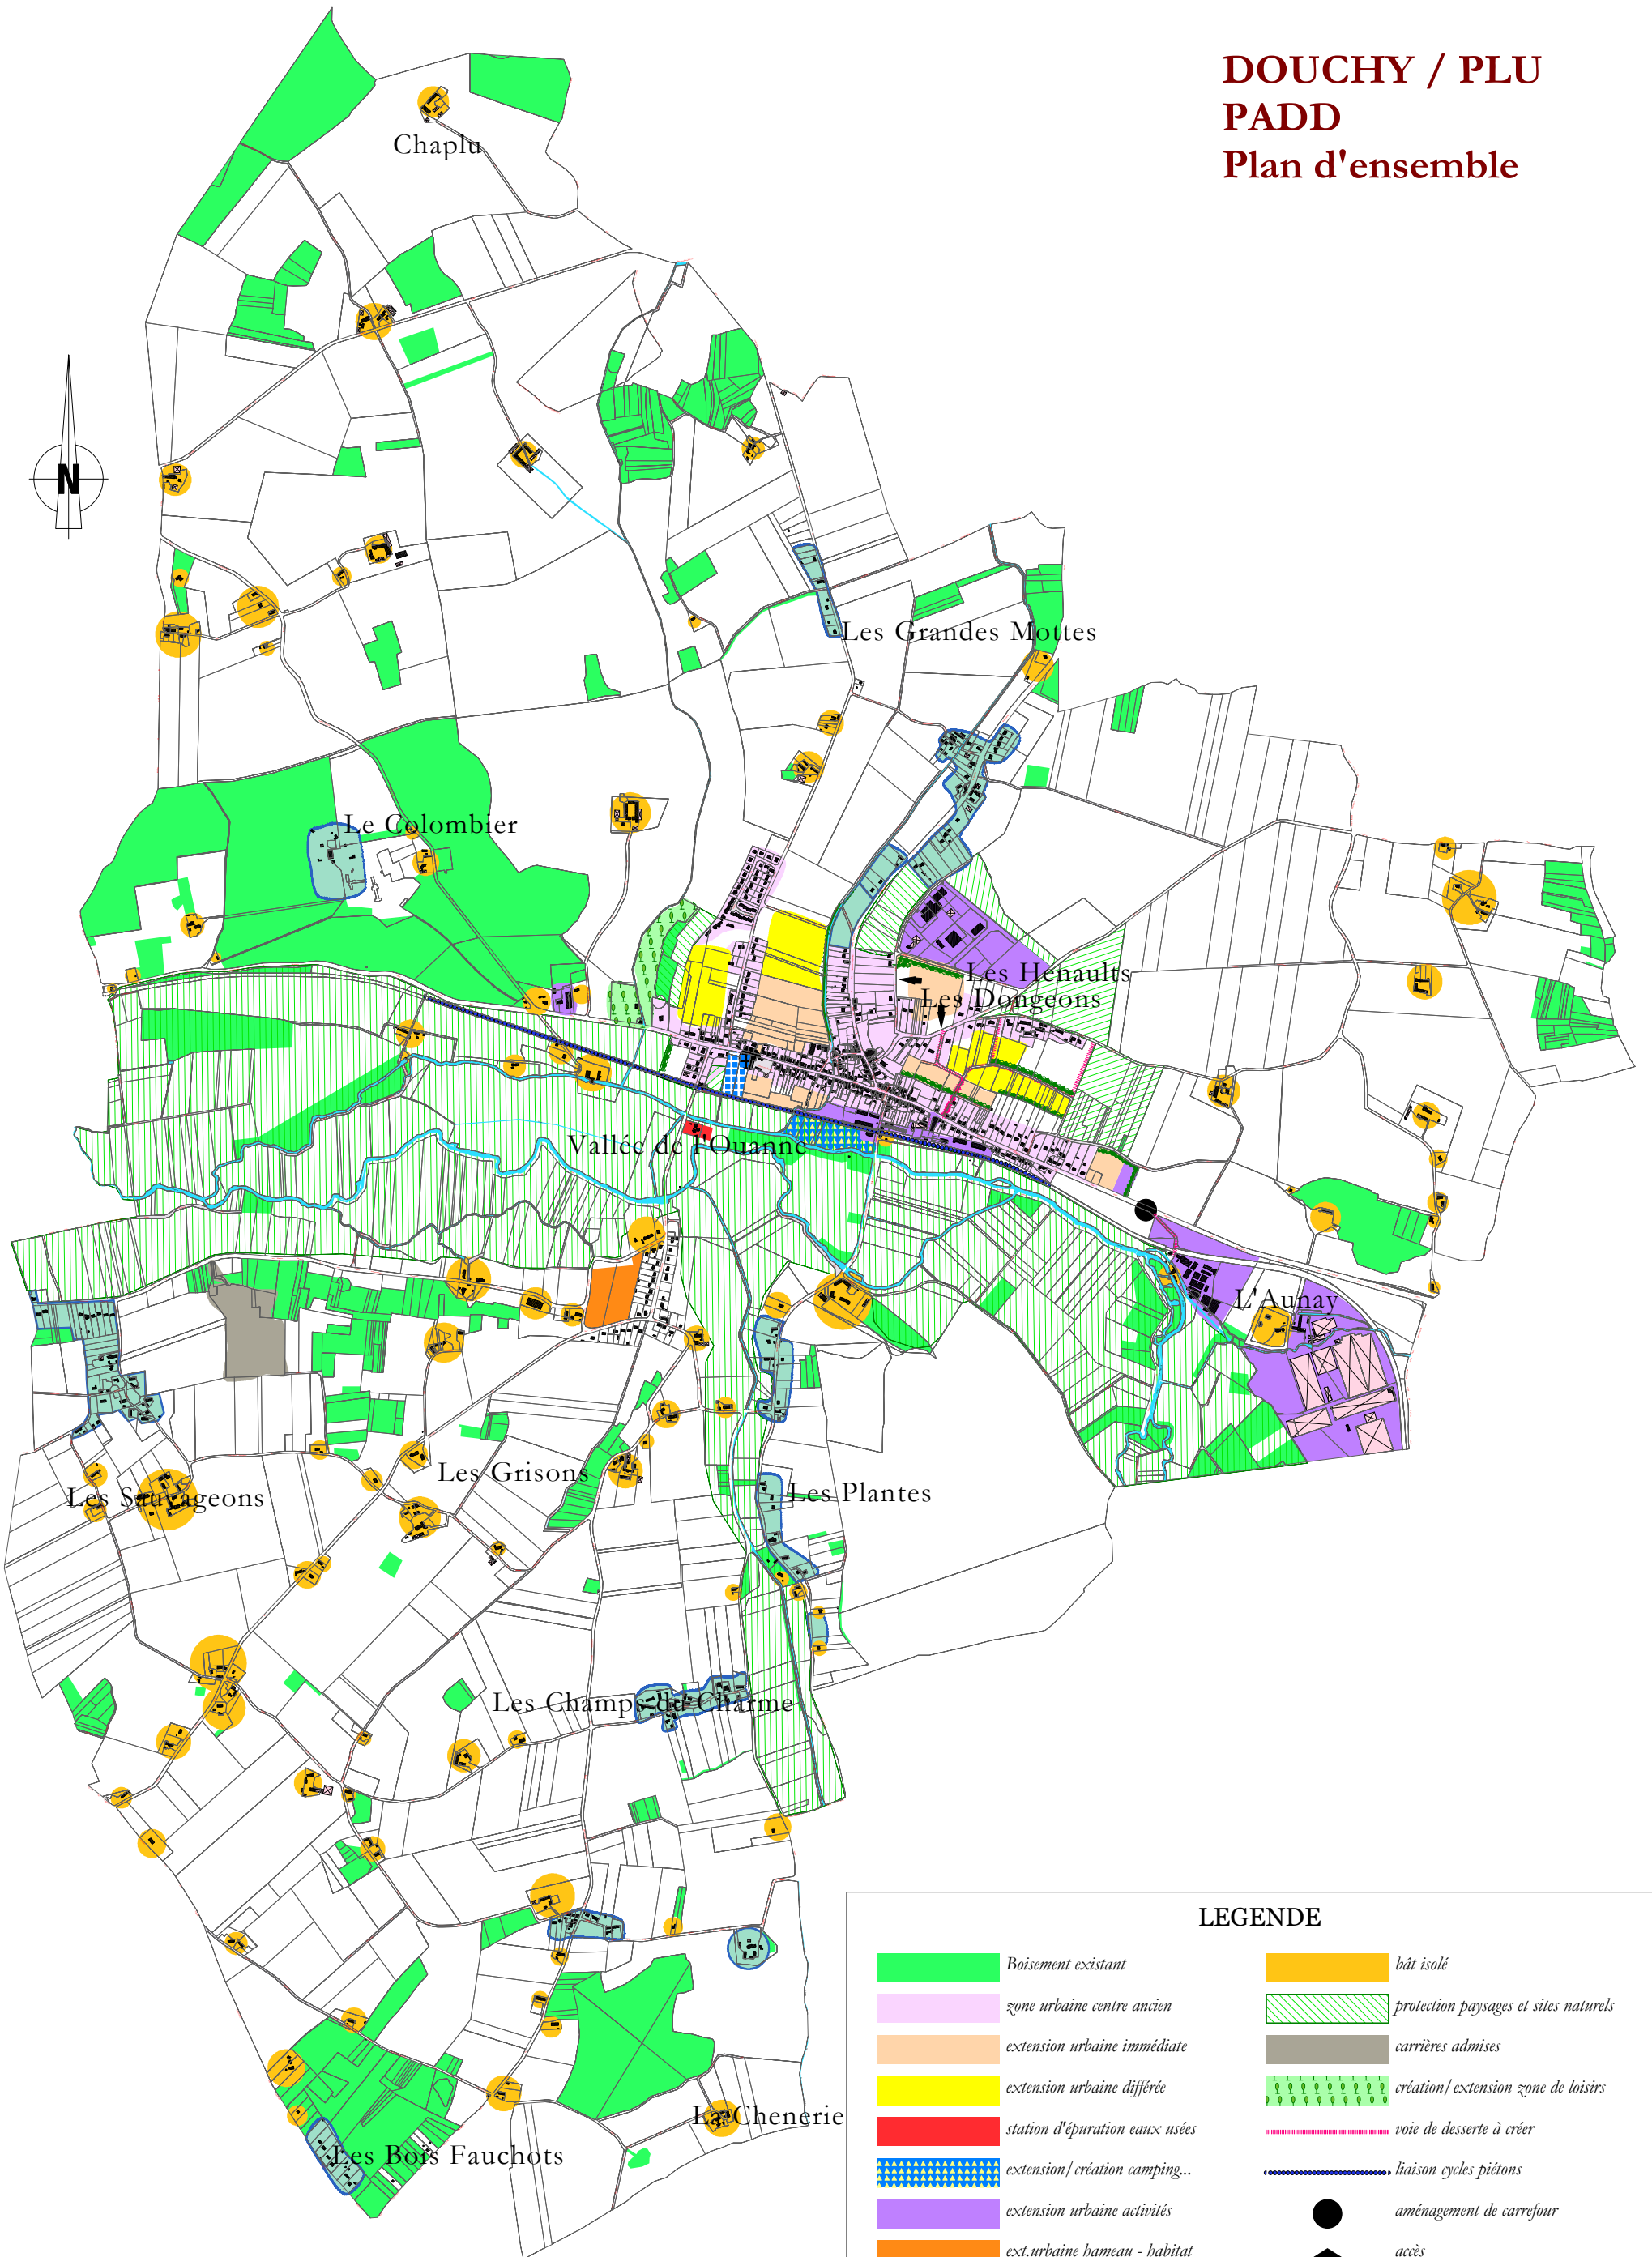 DOUCHY / PLU
PADD
Plan d'ensemble
Chaplu
N
Les Grandes Mottes
Le Colombier
Les Hénaults
Les Dongeons
Vallée de l'Ouanne
L'Aunay
Les Grisons
Les Plantes
Les Sauvageons
Les Champs du Charme
La Chenerie
Les Bois Fauchots
LEGENDE
Boisement existant
bât isolé
zone urbaine centre ancien
protection paysages et sites naturels
extension urbaine immédiate
carrières admises
extension urbaine différée
création/extension zone de loisirs
station d'épuration eaux usées
voie de desserte à créer
extension/création camping...
liaison cycles piétons
extension urbaine activités
aménagement de carrefour
ext.urbaine hameau - habitat
accès